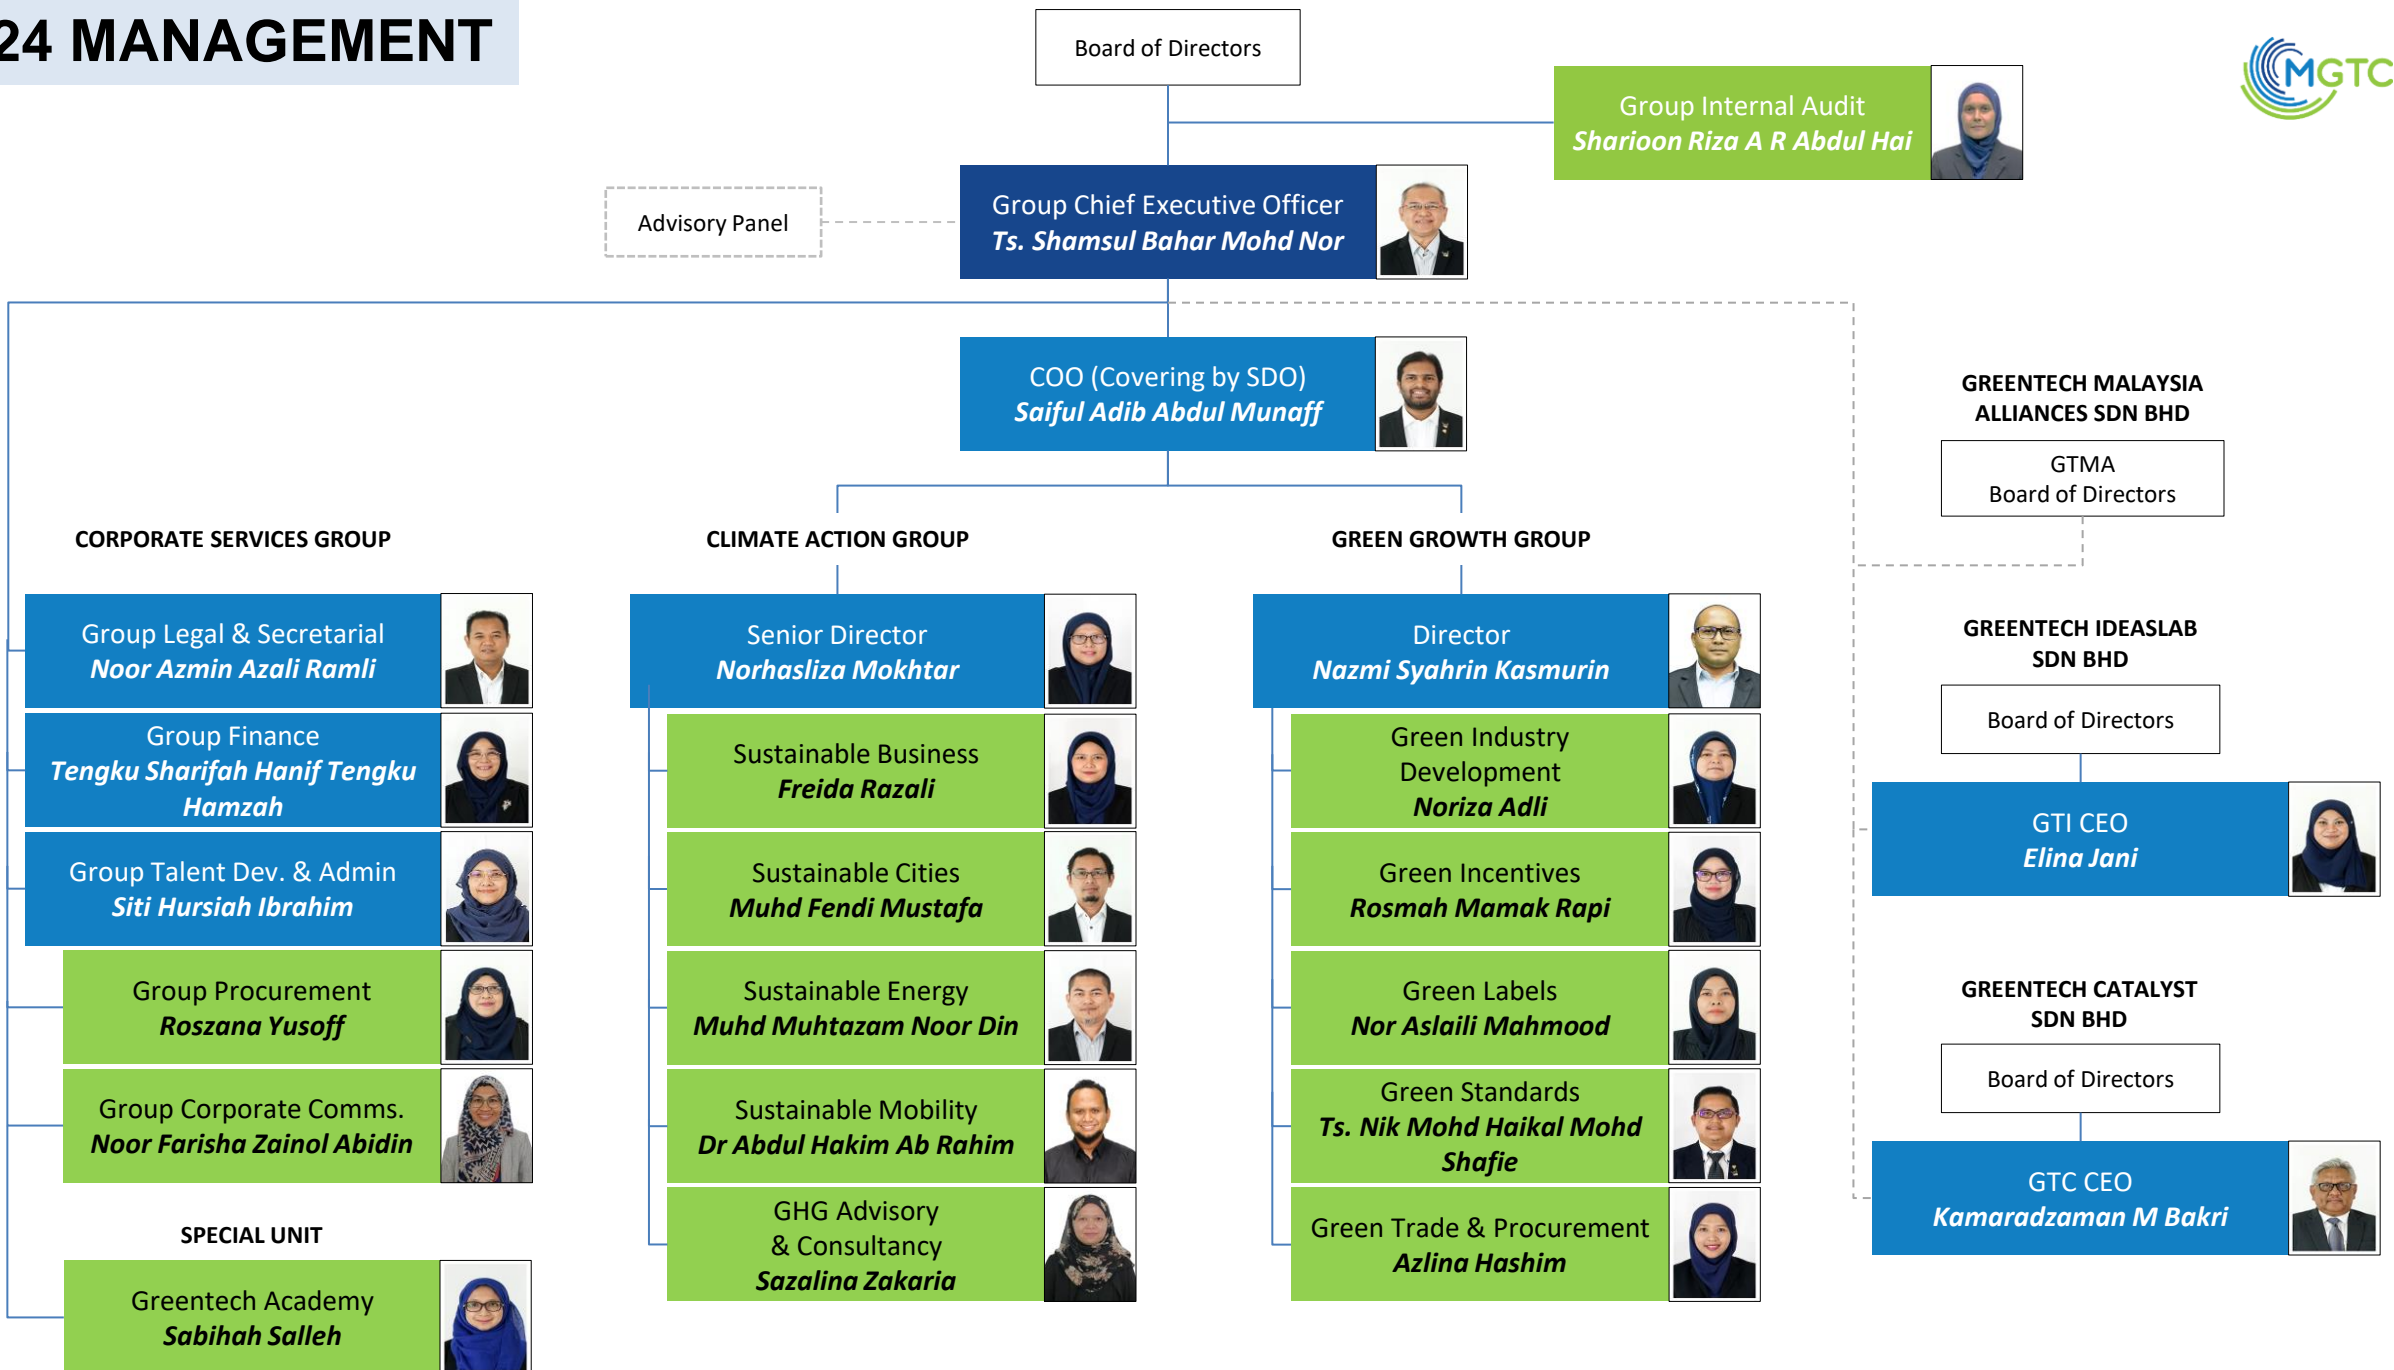 24 MANAGEMENT
Board of Directors
MGTC
Group Internal Audit
Sharioon Riza A R Abdul Hai
Group Chief Executive Officer
Ts. Shamsul Bahar Mohd Nor
Advisory Panel
COO (Covering by SDO)
Saiful Adib Abdul Munaff
CORPORATE SERVICES GROUP
Group Legal & Secretarial
Noor Azmin Azali Ramli
Group Finance
Tengku Sharifah Hanif Tengku
Hamzah
Group Talent Dev. & Admin
Siti Hursiah Ibrahim
Group Procurement
Roszana Yusoff
Group Corporate Comms.
Noor Farisha Zainol Abidin
SPECIAL UNIT
Greentech Academy
Sabihah Salleh
CLIMATE ACTION GROUP
Senior Director
Norhasliza Mokhtar
Sustainable Business
Freida Razali
Sustainable Cities
Muhd Fendi Mustafa
Sustainable Energy
Muhd Muhtazam Noor Din
Sustainable Mobility
Dr Abdul Hakim Ab Rahim
GHG Advisory
& Consultancy
Sazalina Zakaria
GREEN GROWTH GROUP
Director
Nazmi Syahrin Kasmurin
Green Industry
Development
Noriza Adli
Green Incentives
Rosmah Mamak Rapi
Green Labels
Nor Aslaili Mahmood
Green Standards
Ts. Nik Mohd Haikal Mohd
Shafie
Green Trade & Procurement
Azlina Hashim
GREENTECH MALAYSIA
ALLIANCES SDN BHD
GTMA
Board of Directors
GREENTECH IDEASLAB
SDN BHD
Board of Directors
GTI CEO
Elina Jani
GREENTECH CATALYST
SDN BHD
Board of Directors
GTC CEO
Kamaradzaman M Bakri